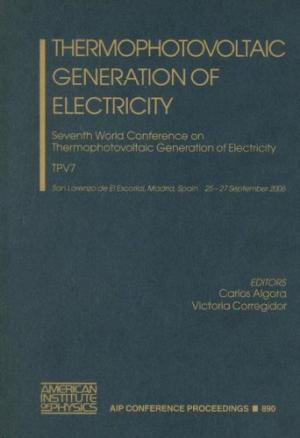 THERMOPHOTOVOLTAIC
GENERATION OF
ELECTRICITY
Seventh World Conference on
Thermophotovoltaic Generation of Electricity
TPV7
San Lorenzo de El Escorial, Madrid, Spain 25–27 September 2006
EDITORS
Carlos Algora
Victoria Corregidor
AMERICAN
INSTITUTE
OF PHYSICS
AIP CONFERENCE PROCEEDINGS ■ 890